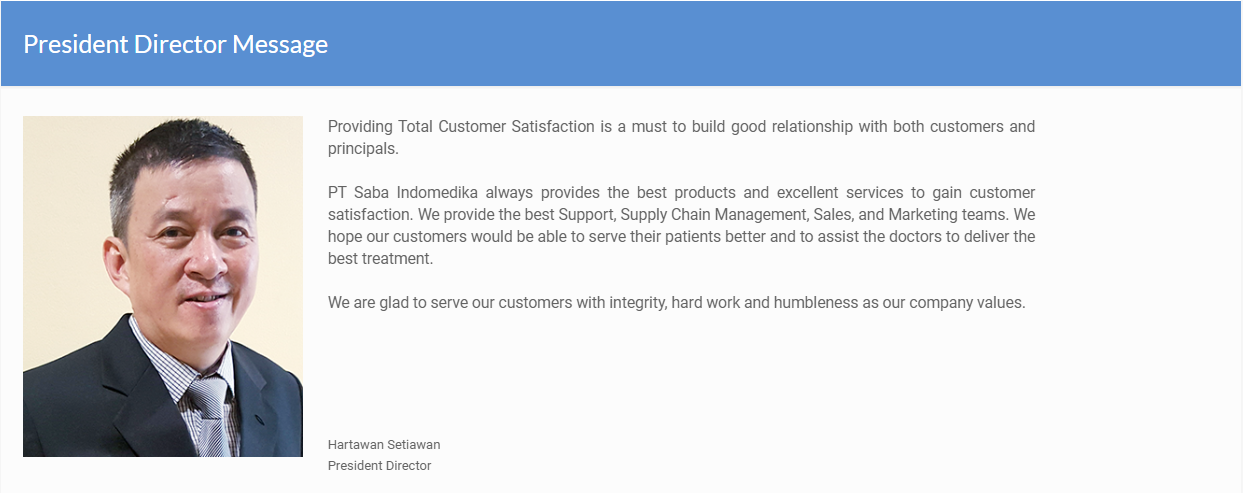 President Director Message
Providing Total Customer Satisfaction is a must to build good relationship with both customers and
principals.
PT Saba Indomedika always provides the best products and excellent services to gain customer
satisfaction. We provide the best Support, Supply Chain Management, Sales, and Marketing teams. We
hope our customers would be able to serve their patients better and to assist the doctors to deliver the
best treatment.
We are glad to serve our customers with integrity, hard work and humbleness as our company values.
Hartawan Setiawan
President Director